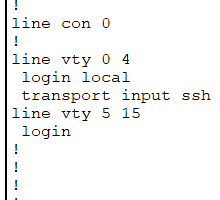 !
line con 0
!
line vty 0 4
 login local
 transport input ssh
line vty 5 15
 login
!
!
!
!